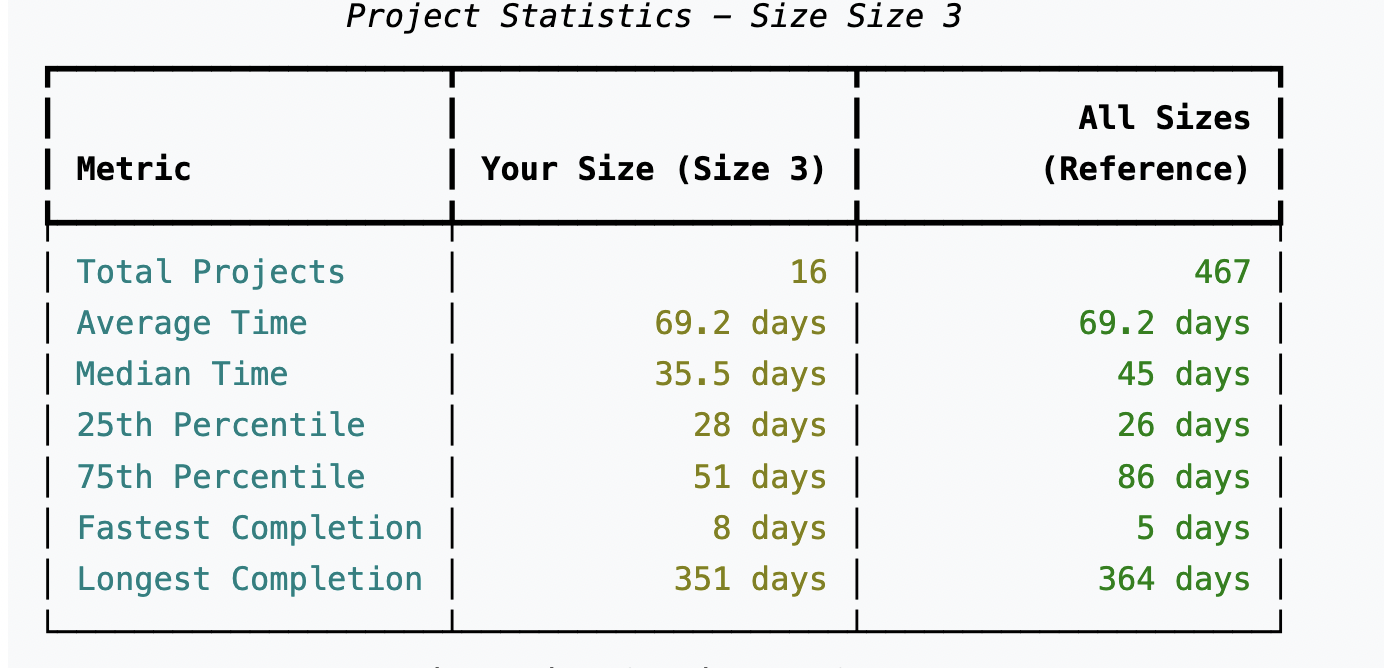 Project Statistics – Size Size 3
All Sizes
Metric Your Size (Size 3) (Reference)
Total Projects 16 467
Average Time 69.2 days 69.2 days
Median Time 35.5 days 45 days
25th Percentile 28 days 26 days
75th Percentile 51 days 86 days
Fastest Completion 8 days 5 days
Longest Completion 351 days 364 days